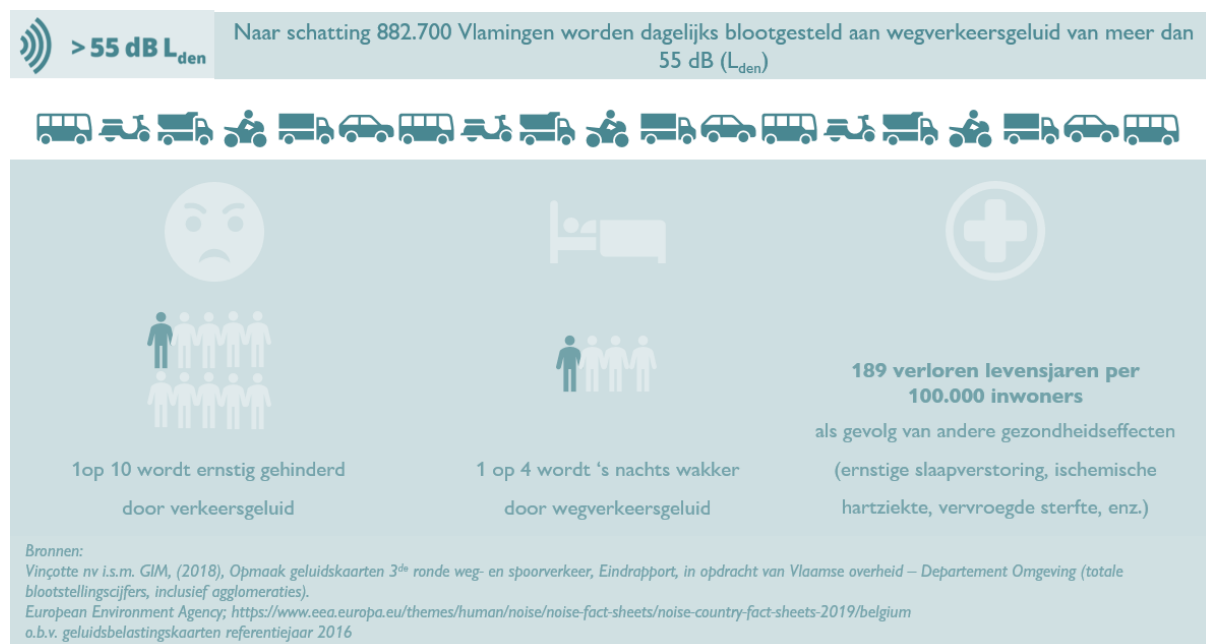 > 55 dB Lden
Naar schatting 882.700 Vlamingen worden dagelijks blootgesteld aan wegverkeersgeluid van meer dan
55 dB (Lden)
1op 10 wordt ernstig gehinderd
door verkeersgeluid
1 op 4 wordt ‘s nachts wakker
door wegverkeersgeluid
189 verloren levensjaren per
100.000 inwoners
als gevolg van andere gezondheidseffecten
(ernstige slaapverstoring, ischemische
hartziekte, vervroegde sterfte, enz.)
Bronnen:
Vinçotte nv i.s.m. GIM, (2018), Opmaak geluidskaarten 3de ronde weg- en spoorverkeer, Eindrapport, in opdracht van Vlaamse overheid – Departement Omgeving (totale
blootstellingscijfers, inclusief agglomeraties).
European Environment Agency; https://www.eea.europa.eu/themes/human/noise/noise-fact-sheets/noise-country-fact-sheets-2019/belgium
o.b.v. geluidsbelastingskaarten referentiejaar 2016